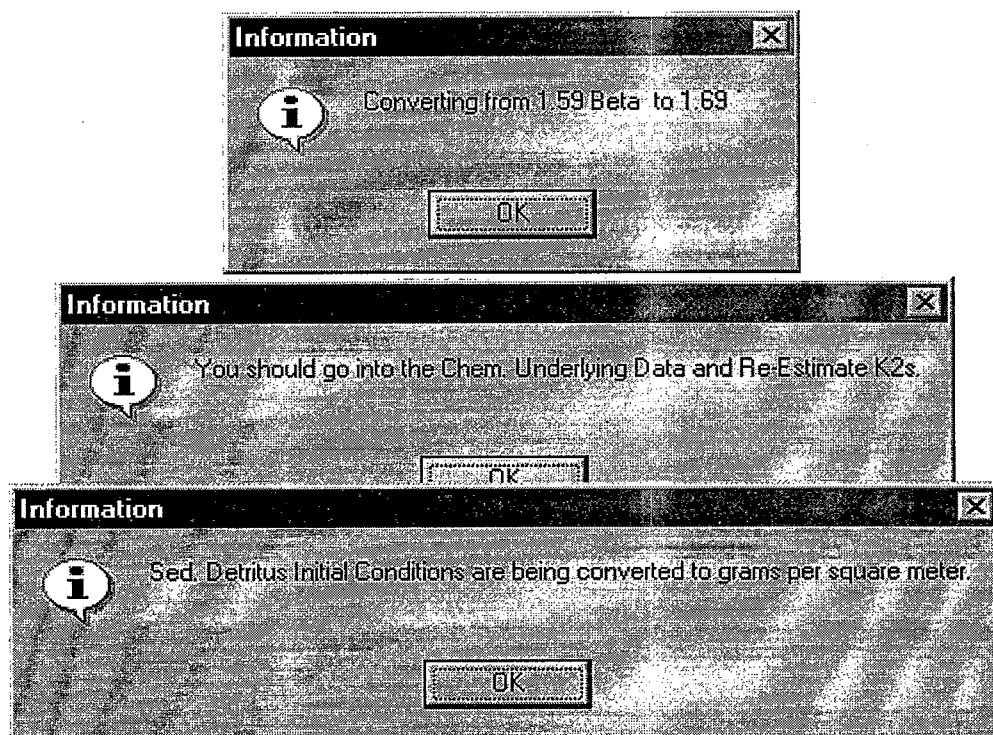 Information
Converting from 1.59 Beta to 1.69
OK
Information
You should go into the Chem. Underlying Data and Re-Estimate K2s.
OK
Information
Sed. Detritus Initial Conditions are being converted to grams per square meter.
OK